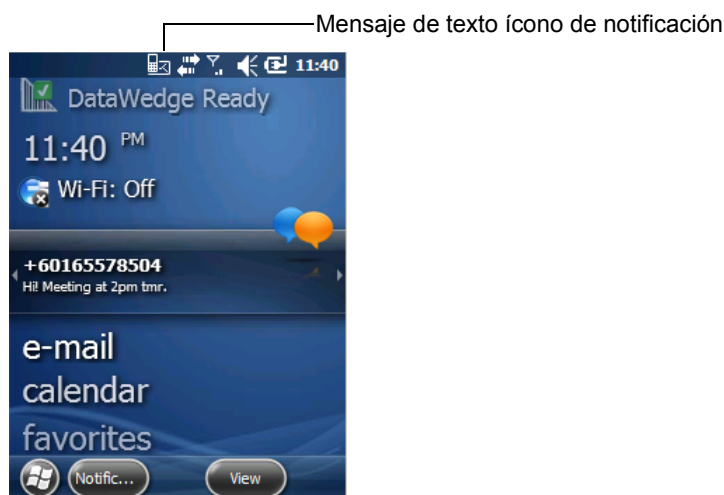 Mensaje de texto ícono de notificación
11:40
DataWedge Ready
11:40 PM
Wi-Fi: Off
+60165578504
Hi! Meeting at 2pm tmr.
e-mail
calendar
favorites
Notific...
View